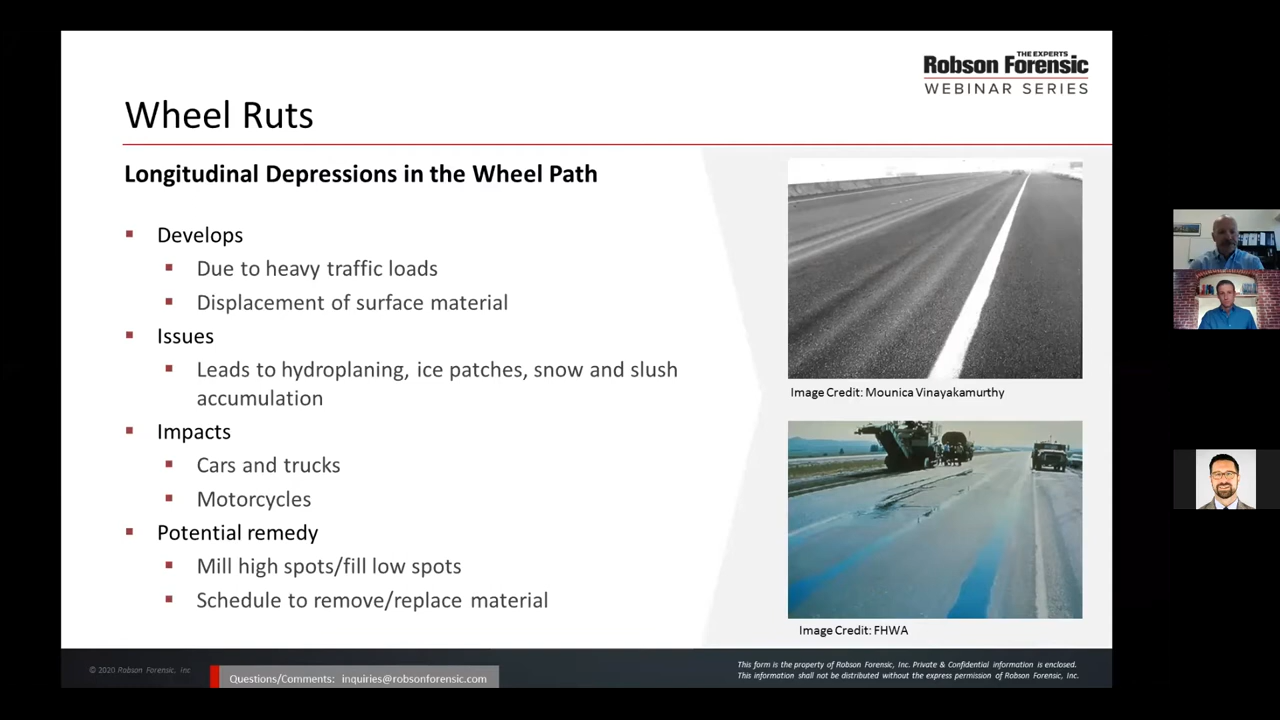 THE EXPERTS
Robson Forensic
WEBINAR SERIES
Wheel Ruts
Longitudinal Depressions in the Wheel Path
Develops
Due to heavy traffic loads
Displacement of surface material
Issues
Leads to hydroplaning, ice patches, snow and slush
accumulation
Impacts
Cars and trucks
Motorcycles
Potential remedy
Mill high spots/fill low spots
Schedule to remove/replace material
Image Credit: Mounica Vinayakamurthy
Image Credit: FHWA
© 2020 Robson Forensic. Inc
Questions/Comments: inquiries@robsonforensic.com
This form is the property of Robson Forensic, Inc. Private & Confidential information is enclosed.
This information shall not be distributed without the express permission of Robson Forensic, Inc.